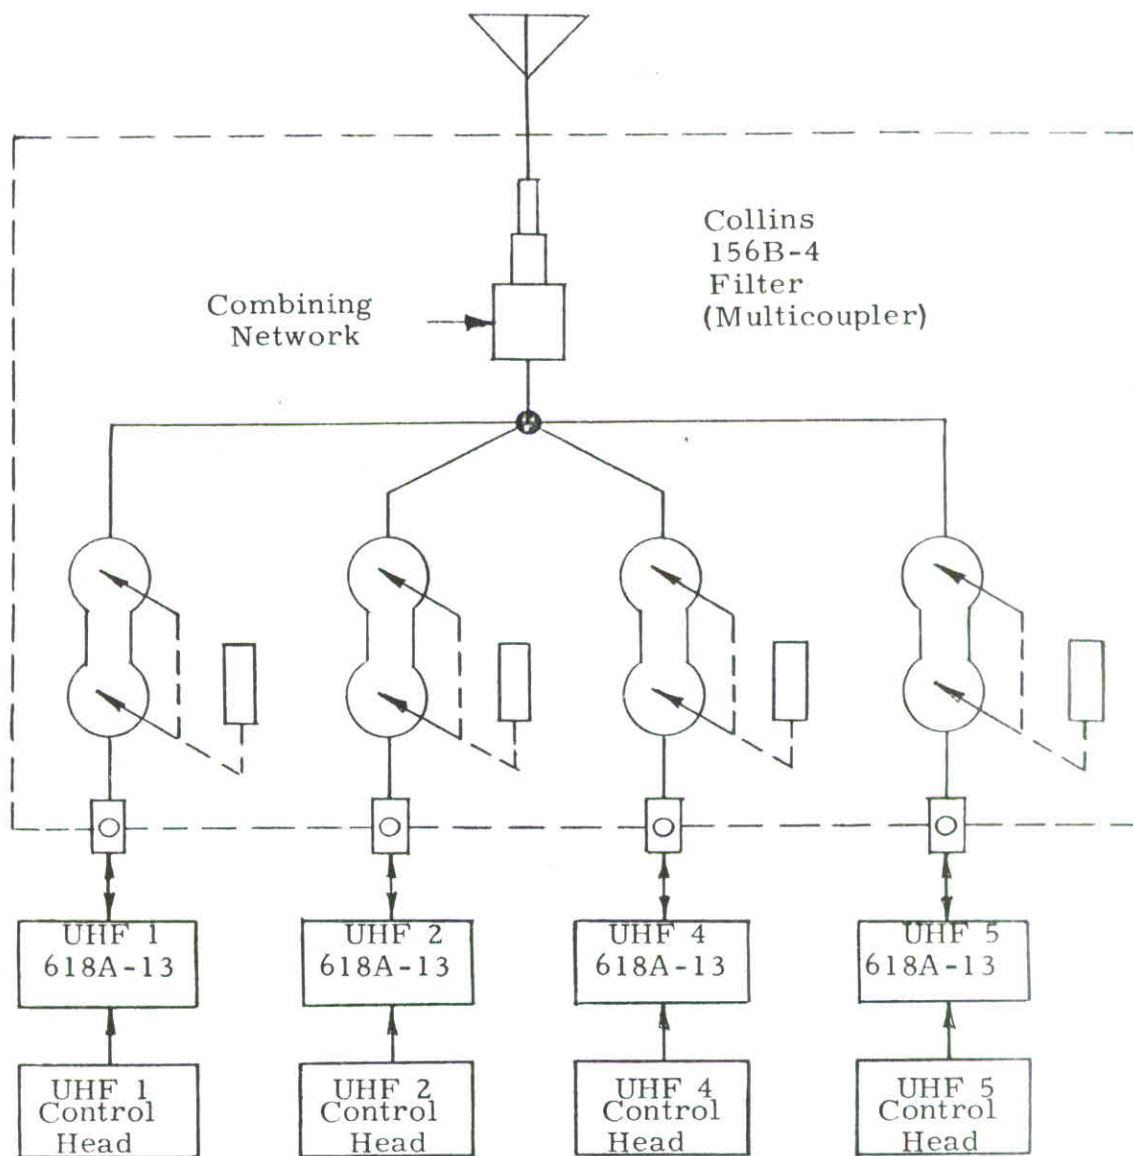 Collins
156B-4
Filter
(Multicoupler)
Combining
Network
UHF 1
618A-13
UHF 2
618A-13
UHF 4
618A-13
UHF 5
618A-13
UHF 1
Control
Head
UHF 2
Control
Head
UHF 4
Control
Head
UHF 5
Control
Head